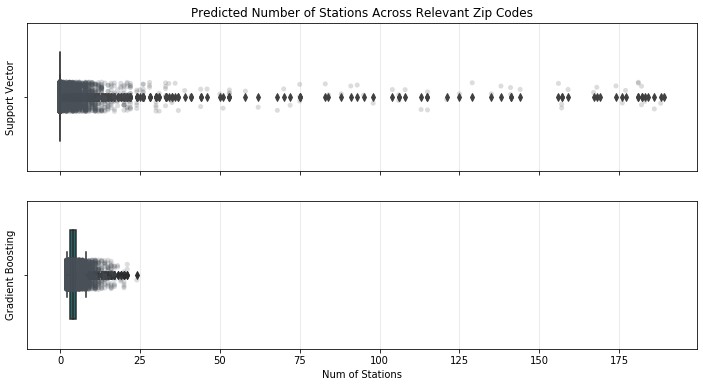 Predicted Number of Stations Across Relevant Zip Codes
Support Vector
Gradient Boosting
0 25 50 75 100 125 150 175
Num of Stations